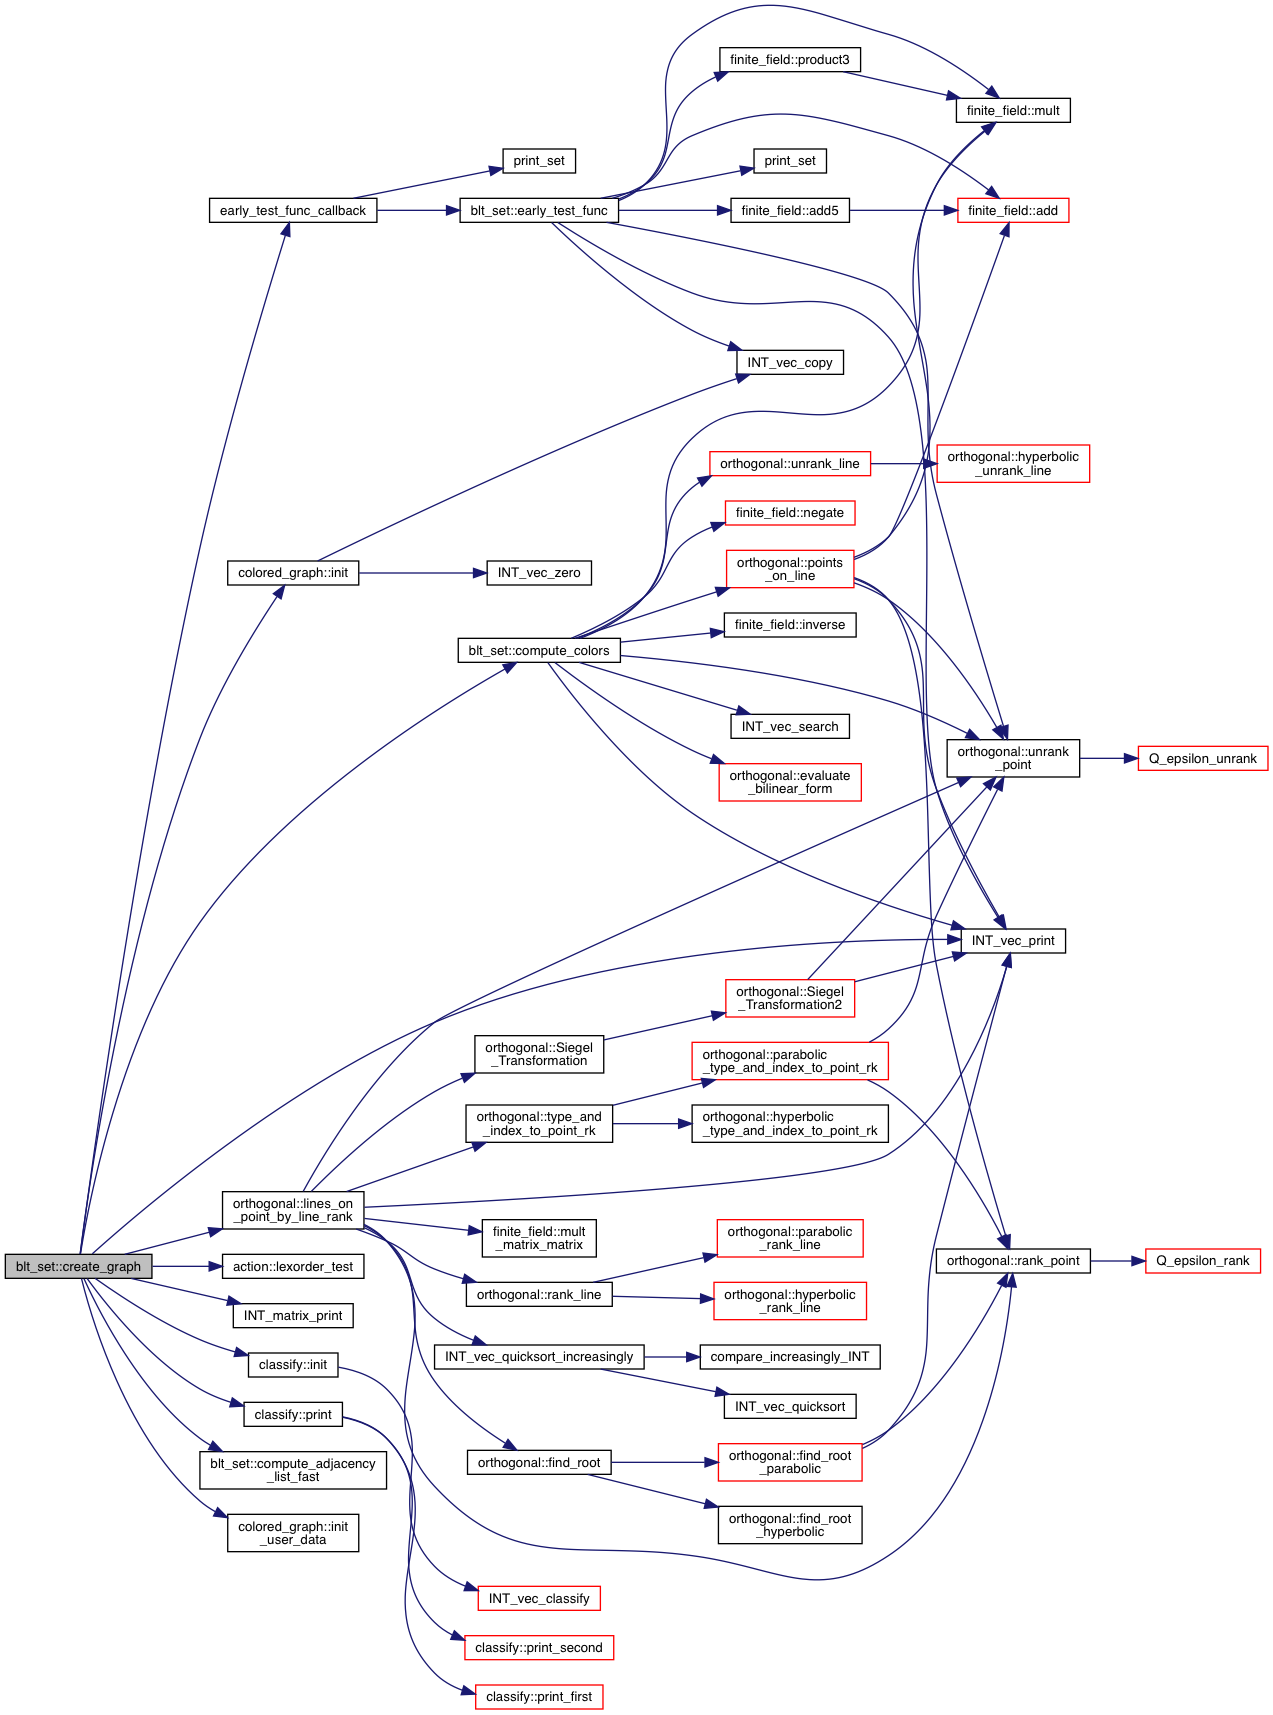 finite_field::product3
finite_field::mult
print_set
print_set
early_test_func_callback
blt_set::early_test_func
finite_field::add5
finite_field::add
INT_vec_copy
orthogonal::unrank_line
orthogonal::hyperbolic
_unrank_line
finite_field::negate
colored_graph::init
INT_vec_zero
orthogonal::points
_on_line
finite_field::inverse
blt_set::compute_colors
INT_vec_search
orthogonal::unrank
_point
Q_epsilon_unrank
orthogonal::evaluate
_bilinear_form
INT_vec_print
orthogonal::Siegel
_Transformation2
orthogonal::Siegel
_Transformation
orthogonal::parabolic
_type_and_index_to_point_rk
orthogonal::type_and
_index_to_point_rk
orthogonal::hyperbolic
_type_and_index_to_point_rk
orthogonal::lines_on
_point_by_line_rank
finite_field::mult
_matrix_matrix
orthogonal::parabolic
_rank_line
blt_set::create_graph
action::lexorder_test
orthogonal::rank_point
Q_epsilon_rank
orthogonal::rank_line
orthogonal::hyperbolic
_rank_line
INT_matrix_print
classify::init
INT_vec_quicksort_increasingly
compare_increasingly_INT
INT_vec_quicksort
classify::print
orthogonal::find_root
orthogonal::find_root
_parabolic
blt_set::compute_adjacency
_list_fast
orthogonal::find_root
_hyperbolic
colored_graph::init
_user_data
INT_vec_classify
classify::print_second
classify::print_first